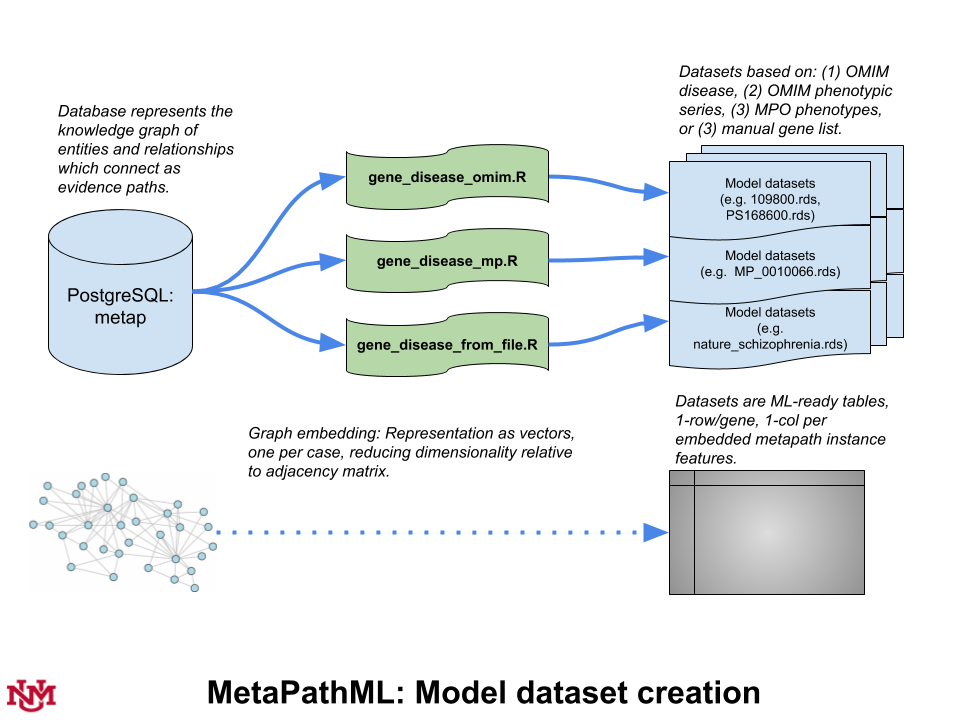 Datasets based on: (1) OMIM
disease, (2) OMIM phenotypic
series, (3) MPO phenotypes,
or (3) manual gene list.
Database represents the
knowledge graph of
entities and relationships
which connect as
evidence paths.
PostgreSQL:
metap
gene_disease_omim.R
gene_disease_mp.R
gene_disease_from_file.R
Model datasets
(e.g. 109800.rds,
PS168600.rds)
Model datasets
(e.g.  MP_0010066.rds)
Model datasets
(e.g.
nature_schizophrenia.rds)
Graph embedding: Representation as vectors,
one per case, reducing dimensionality relative
to adjacency matrix.
Datasets are ML-ready tables,
1-row/gene, 1-col per
embedded metapath instance
features.
UNM
MetaPathML: Model dataset creation